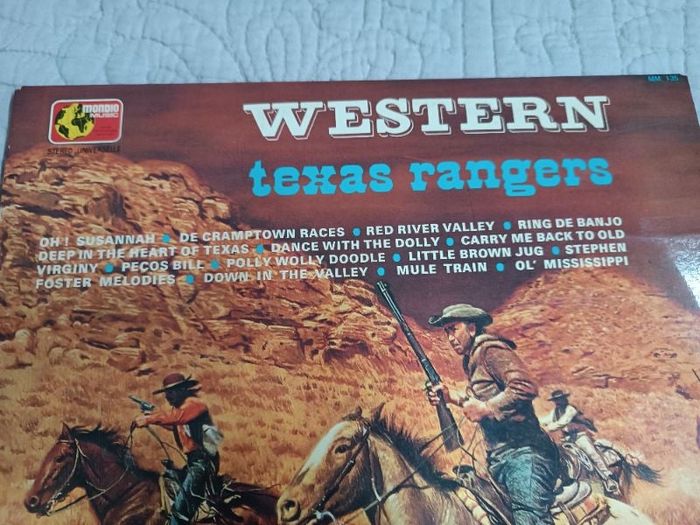 MM 135
MONDIO
MUSIC
WESTERN
STEREO UNIVERSELLE
texas rangers
OH ! SUSANNAH • DE CRAMPTOWN RACES • RED RIVER VALLEY • RING DE BANJO
DEEP IN THE HEART OF TEXAS • DANCE WITH THE DOLLY • CARRY ME BACK TO OLD
VIRGINY • PECOS BILL • POLLY WOLLY DOODLE • LITTLE BROWN JUG • STEPHEN
FOSTER MELODIES • DOWN IN THE VALLEY • MULE TRAIN • OL' MISSISSIPPI